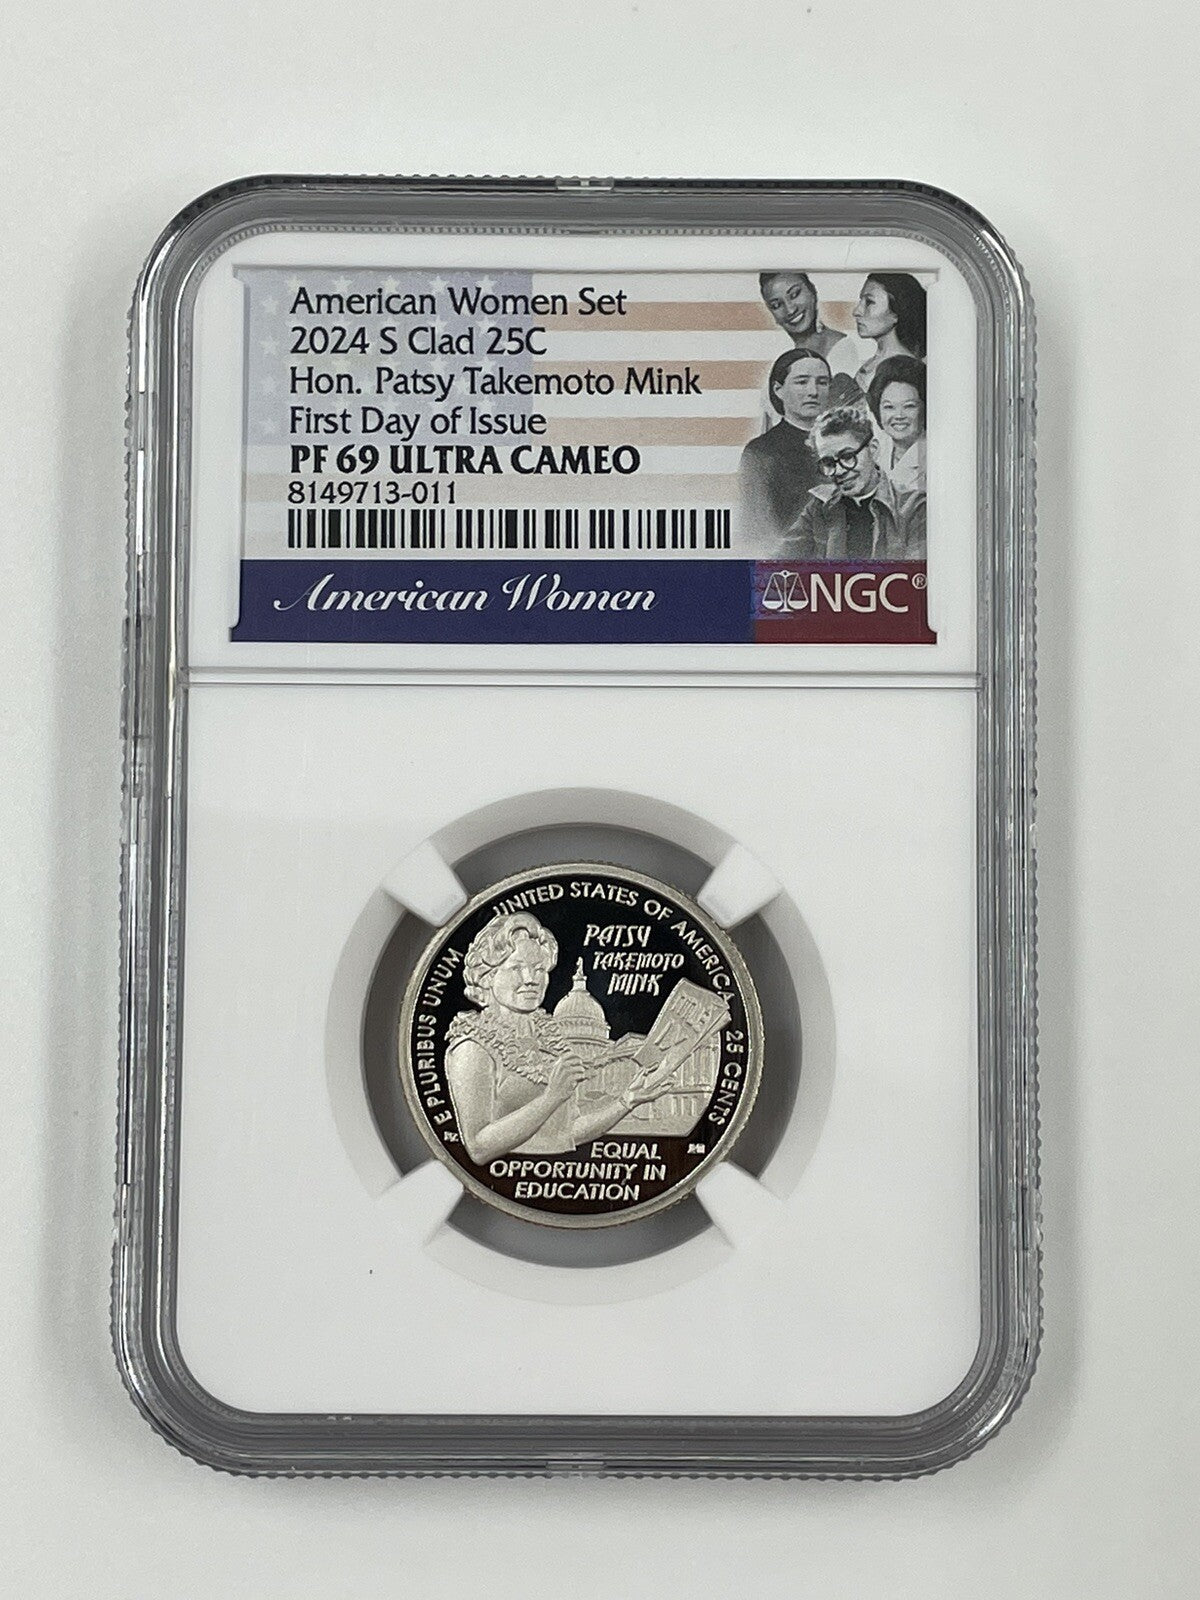 American Women Set
2024 S Clad 25C
Hon. Patsy Takemoto Mink
First Day of Issue
PF 69 ULTRA CAMEO
8149713-011
American Women
NGC®
UNITED STATES OF AMERICA
25 CENTS
E PLURIBUS UNUM
PATSY
TAKEMOTO
MINK
EQUAL
OPPORTUNITY IN
EDUCATION